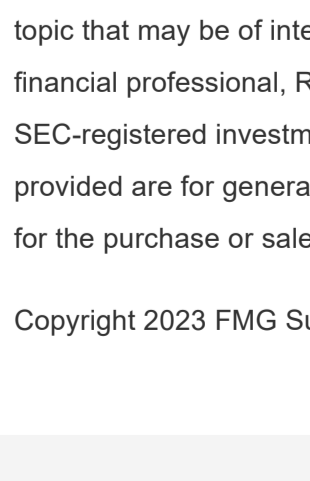 topic that may be of inte
financial professional, R
SEC-registered investm
provided are for genera
for the purchase or sale
Copyright 2023 FMG Su